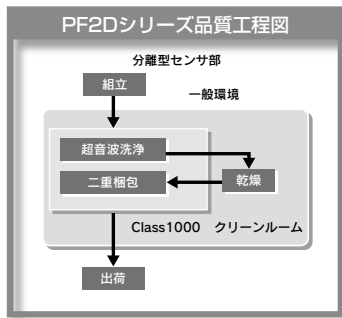 PF2Dシリーズ品質工程図
分離型センサ部
組立
一般環境
超音波洗浄
二重梱包
乾燥
Class1000 クリーンルーム
出荷